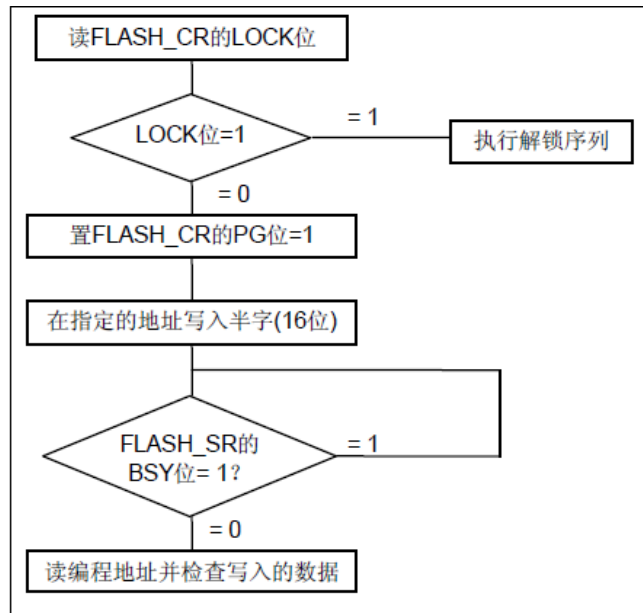 读FLASH_CR的LOCK位
LOCK位=1
= 1
执行解锁序列
= 0
置FLASH_CR的PG位=1
在指定的地址写入半字(16位)
FLASH_SR的
BSY位= 1?
= 1
= 0
读编程地址并检查写入的数据